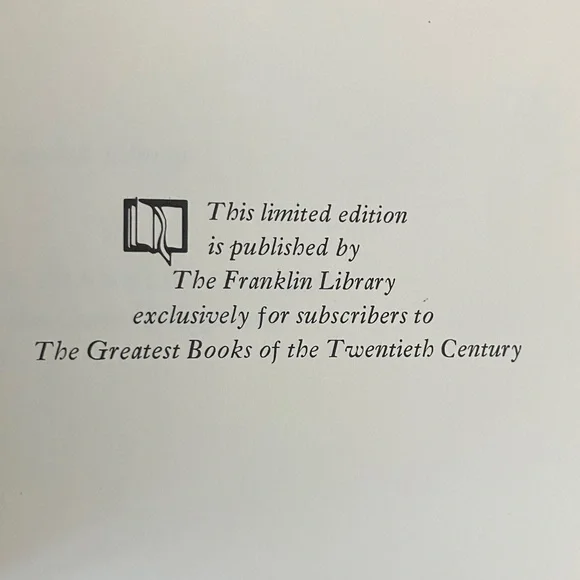 This limited edition
is published by
The Franklin Library
exclusively for subscribers to
The Greatest Books of the Twentieth Century